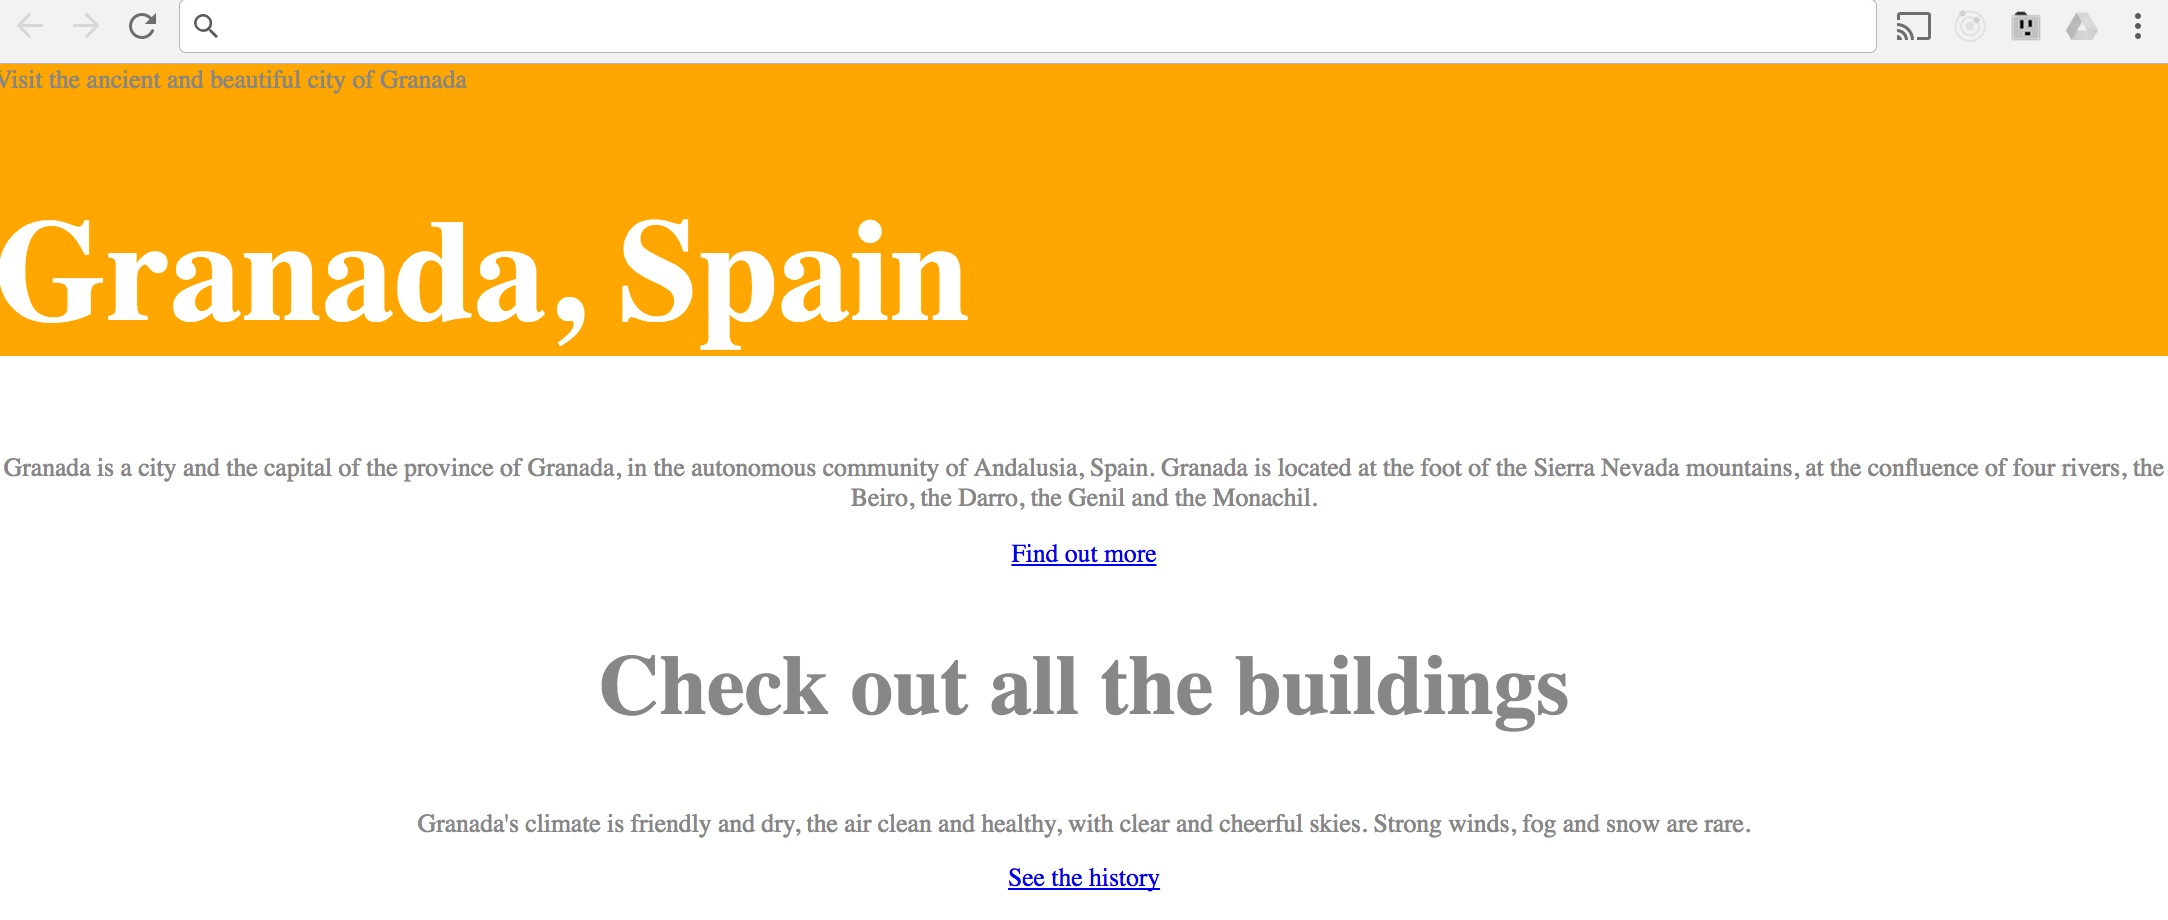 Visit the ancient and beautiful city of Granada
Granada, Spain
Granada is a city and the capital of the province of Granada, in the autonomous community of Andalusia, Spain. Granada is located at the foot of the Sierra Nevada mountains, at the confluence of four rivers, the
Beiro, the Darro, the Genil and the Monachil.
Find out more
Check out all the buildings
Granada's climate is friendly and dry, the air clean and healthy, with clear and cheerful skies. Strong winds, fog and snow are rare.
See the history